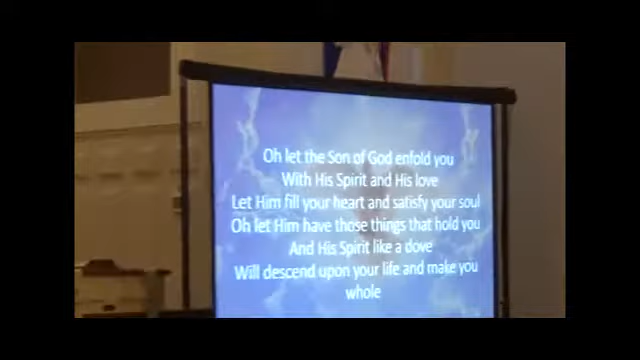 Oh let the Son of God enfold you
With His Spirit and His love
Let Him fill your heart and satisfy your soul
Oh let Him have those things that hold you
And His Spirit like a dove
Will descend upon your life and make you
whole